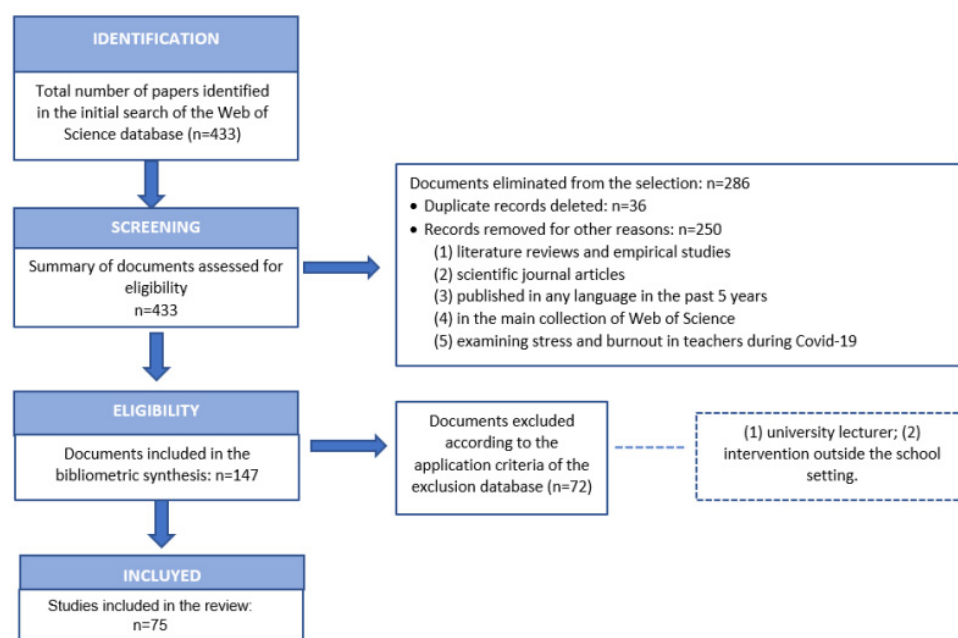 IDENTIFICATION
Total number of papers identified
in the initial search of the Web of
Science database (n=433)
SCREENING
Summary of documents assessed for
eligibility
n=433
Documents eliminated from the selection: n=286
• Duplicate records deleted: n=36
• Records removed for other reasons: n=250
(1) literature reviews and empirical studies
(2) scientific journal articles
(3) published in any language in the past 5 years
(4) in the main collection of Web of Science
(5) examining stress and burnout in teachers during Covid-19
ELIGIBILITY
Documents included in the
bibliometric synthesis: n=147
Documents excluded
according to the
application criteria of the
exclusion database (n=72)
(1) university lecturer; (2)
intervention outside the school
setting.
INCLUYED
Studies included in the review:
n=75